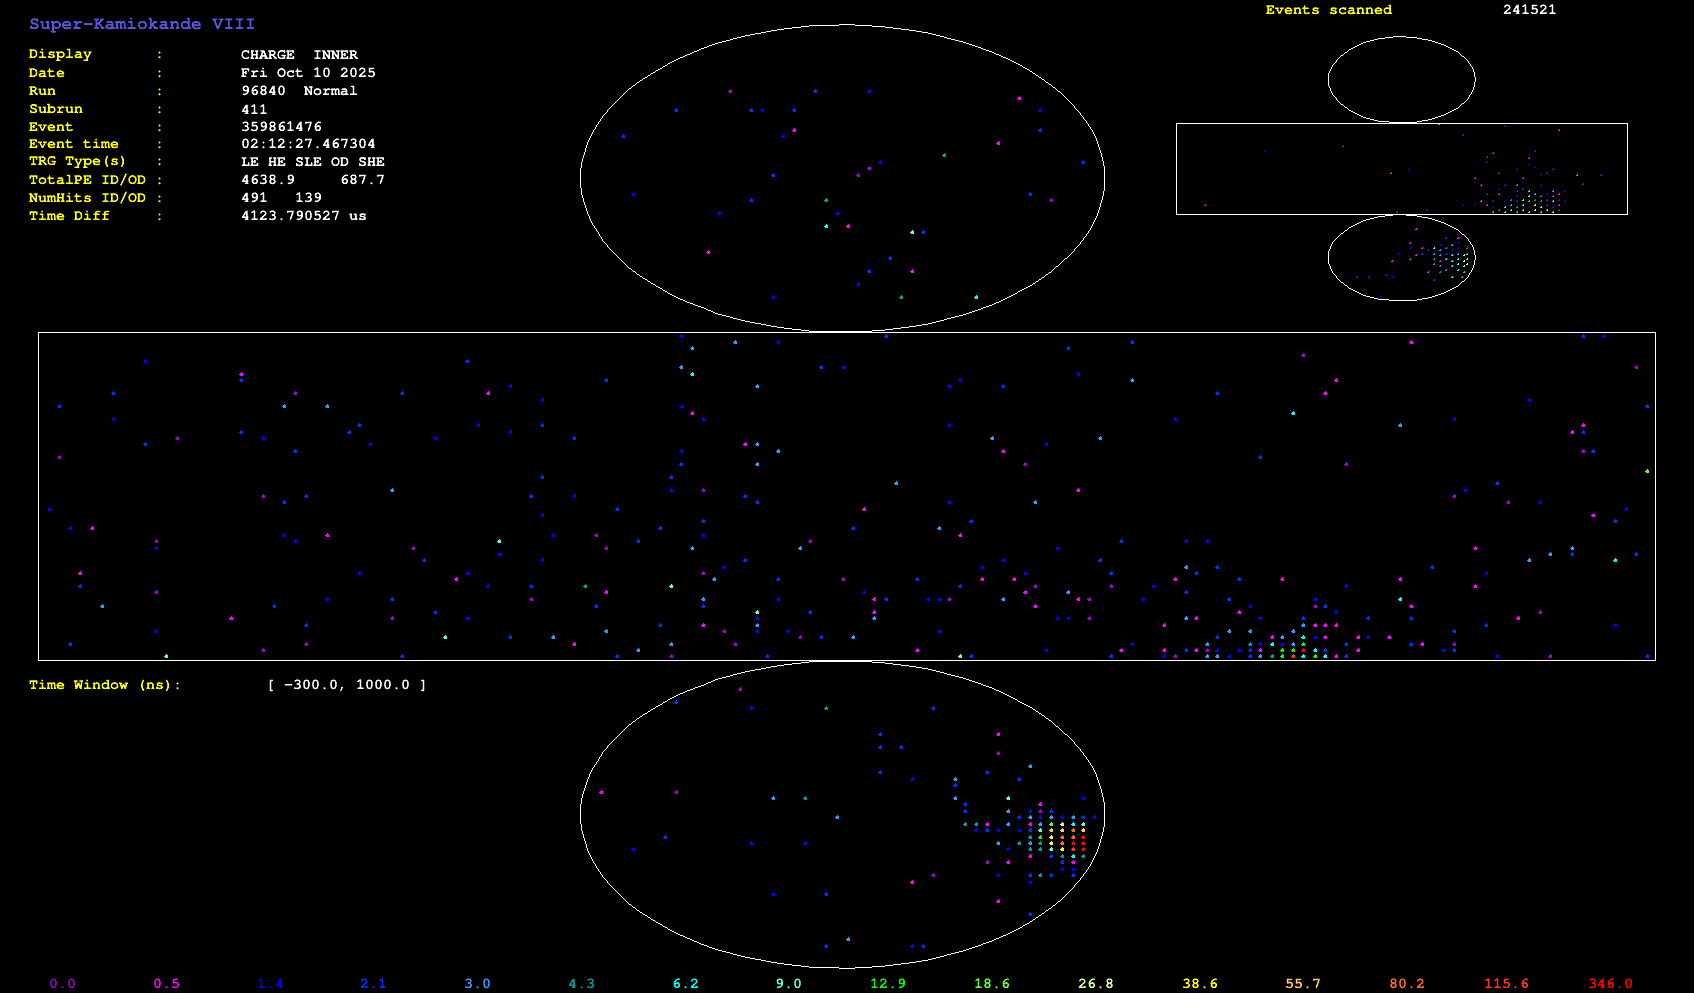 Super-Kamiokande VIII
Events scanned 241521
Display : CHARGE INNER
Date : Fri Oct 10 2025
Run : 96840 Normal
Subrun : 411
Event : 359861476
Event time : 02:12:27.467304
TRG Type(s) : LE HE SLE OD SHE
TotalPE ID/OD : 4638.9 687.7
NumHits ID/OD : 491 139
Time Diff : 4123.790527 us
Time Window (ns): [ -300.0, 1000.0 ]
0.0 0.5 1.4 2.1 3.0 4.3 6.2 9.0 12.9 18.6 26.8 38.6 55.7 80.2 115.6 346.0